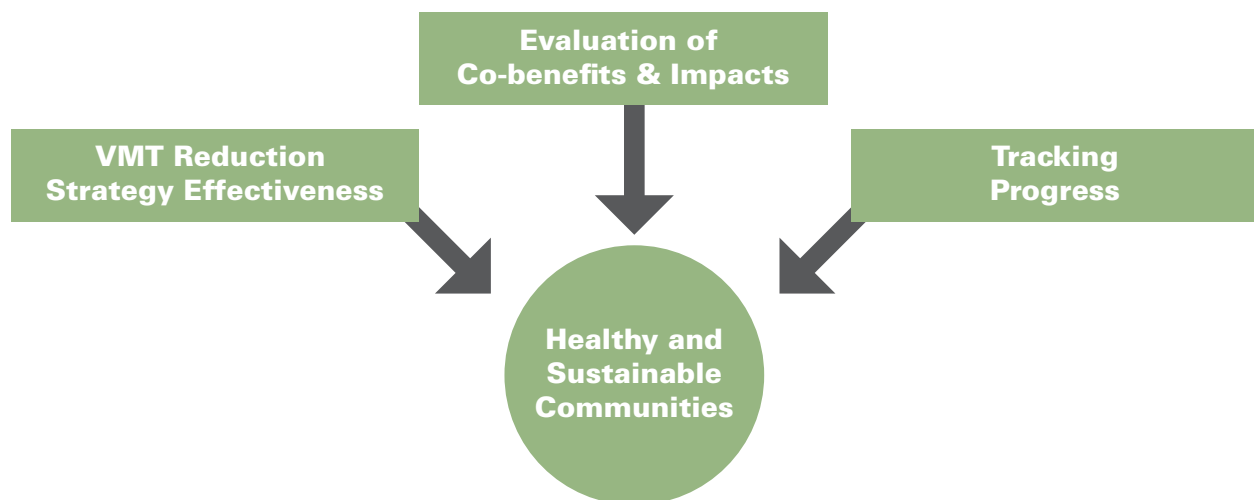 Evaluation of
Co-benefits & Impacts
VMT Reduction
Strategy Effectiveness
Tracking
Progress
Healthy and
Sustainable
Communities